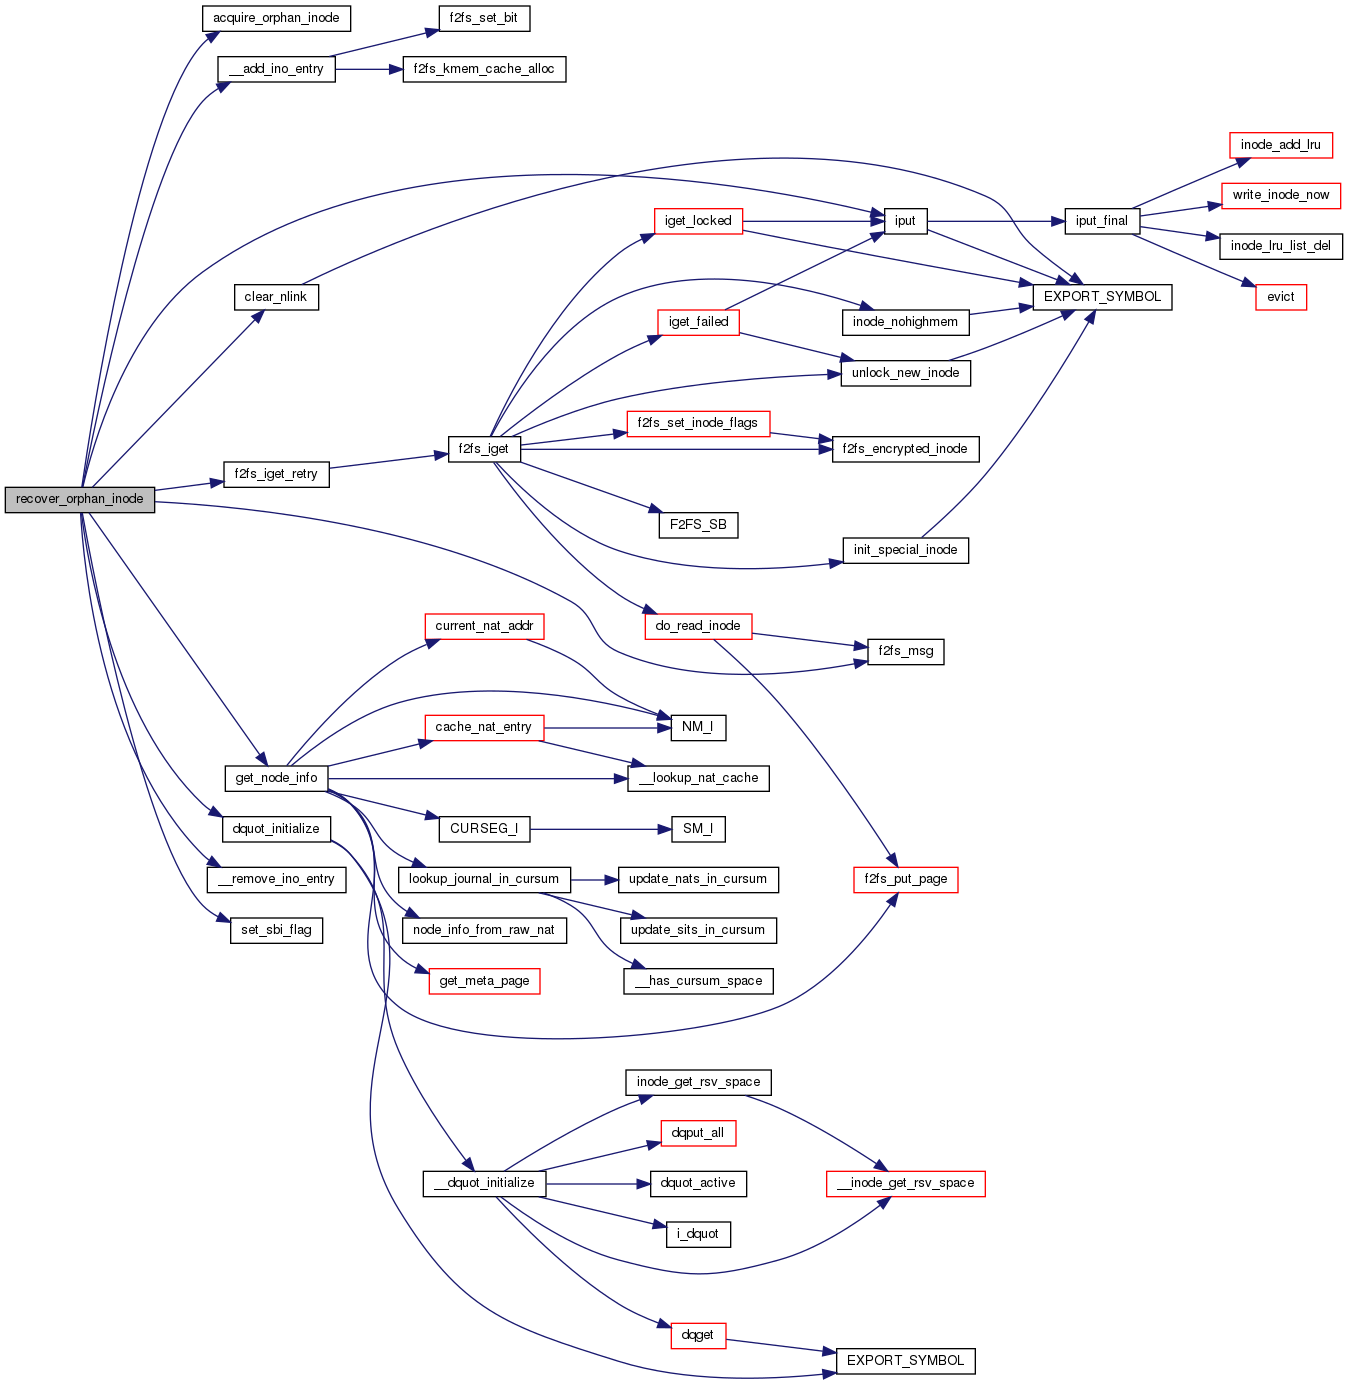 acquire_orphan_inode
f2fs_set_bit
__add_ino_entry
f2fs_kmem_cache_alloc
inode_add_lru
write_inode_now
iget_locked
iput
iput_final
inode_lru_list_del
clear_nlink
EXPORT_SYMBOL
evict
iget_failed
inode_nohighmem
unlock_new_inode
f2fs_set_inode_flags
f2fs_iget
f2fs_encrypted_inode
f2fs_iget_retry
recover_orphan_inode
F2FS_SB
init_special_inode
current_nat_addr
do_read_inode
f2fs_msg
cache_nat_entry
NM_I
get_node_info
__lookup_nat_cache
dquot_initialize
CURSEG_I
SM_I
__remove_ino_entry
lookup_journal_in_cursum
update_nats_in_cursum
f2fs_put_page
set_sbi_flag
node_info_from_raw_nat
update_sits_in_cursum
get_meta_page
__has_cursum_space
inode_get_rsv_space
dqput_all
__dquot_initialize
dquot_active
__inode_get_rsv_space
i_dquot
dqget
EXPORT_SYMBOL